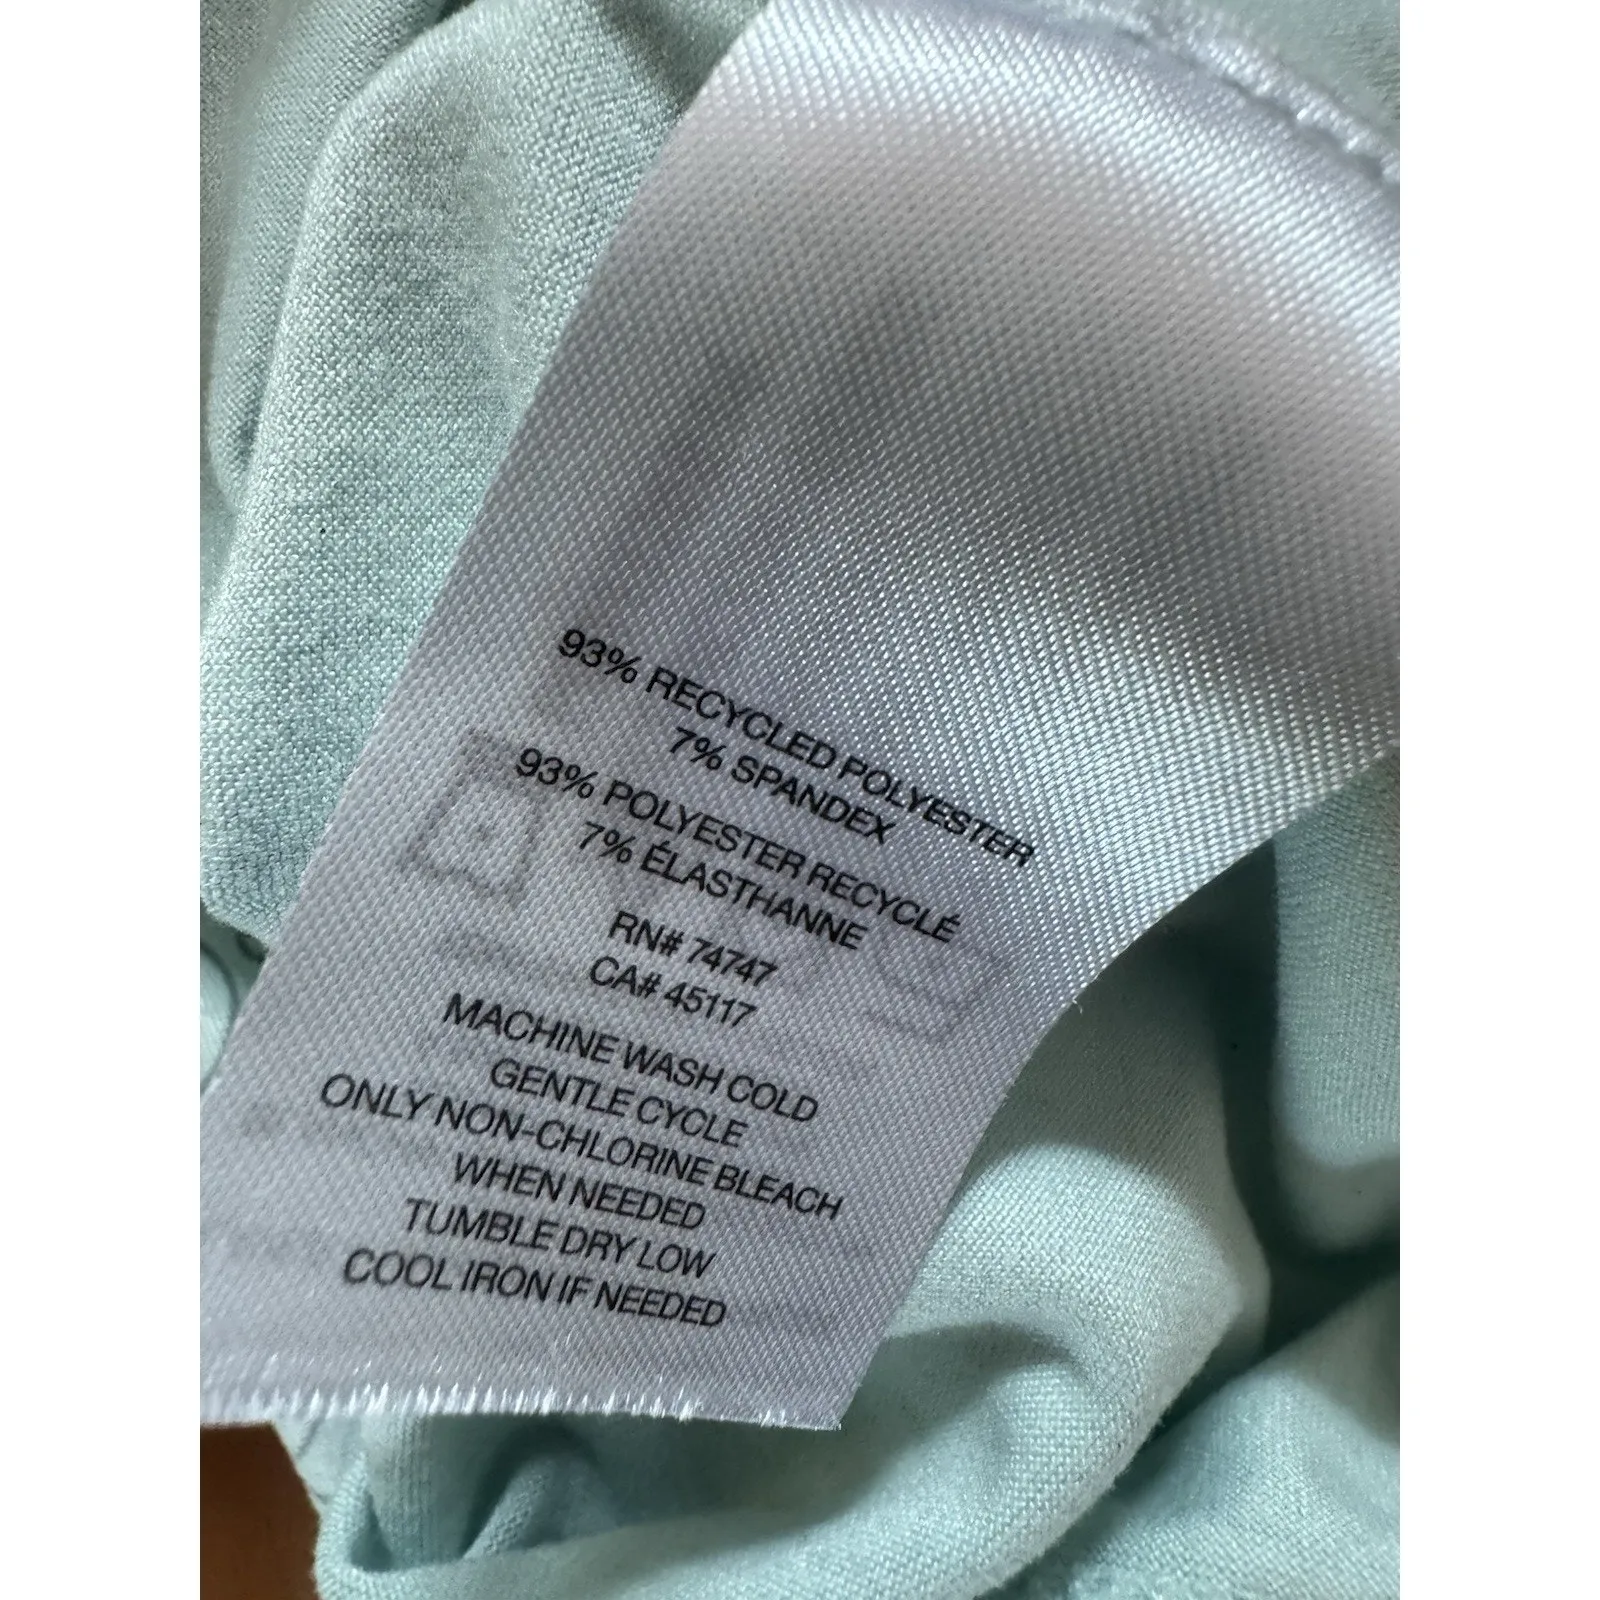 93% RECYCLED POLYESTER
7% SPANDEX
93% POLYESTER RECYCLÉ
7% ÉLASTHANNE
RN# 74747
CA# 45117
MACHINE WASH COLD
GENTLE CYCLE
ONLY NON-CHLORINE BLEACH
WHEN NEEDED
TUMBLE DRY LOW
COOL IRON IF NEEDED